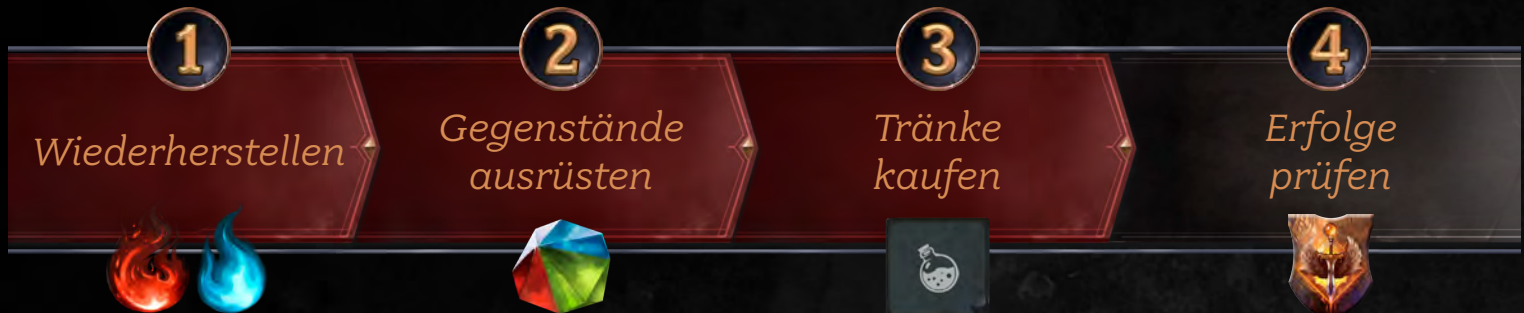 1
Wiederherstellen
2
Gegenstände
ausrüsten
3
Tränke
kaufen
4
Erfolge
prüfen